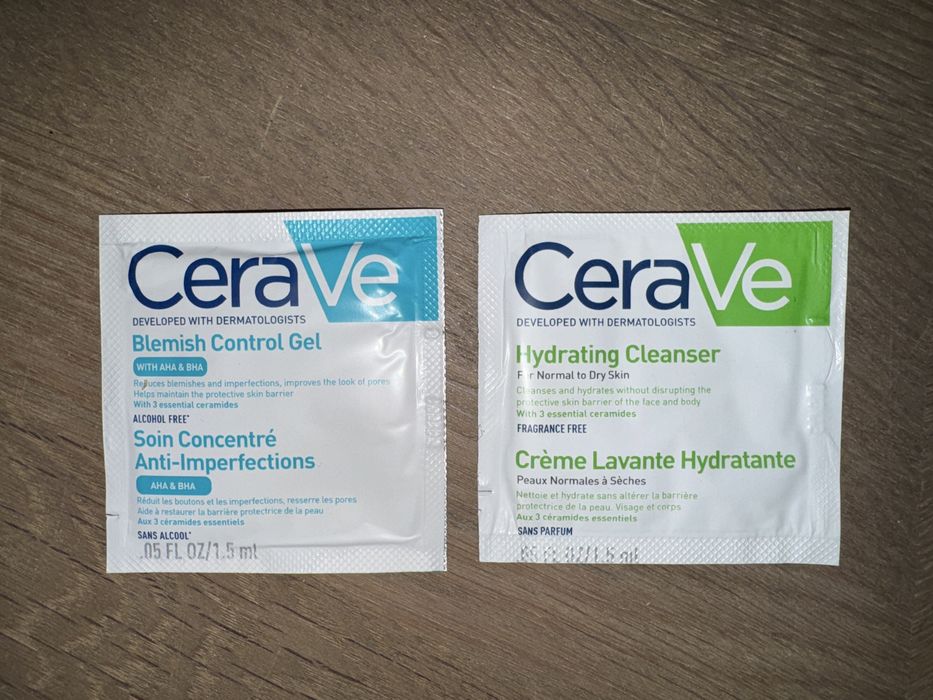 CeraVe
DEVELOPED WITH DERMATOLOGISTS
Blemish Control Gel
WITH AHA & BHA
Reduces blemishes and imperfections, improves the look of pores
Helps maintain the protective skin barrier
With 3 essential ceramides
ALCOHOL FREE*
Soin Concentré
Anti-Imperfections
AHA & BHA
Réduit les boutons et les imperfections, resserre les pores
Aide à restaurer la barrière protectrice de la peau
Aux 3 céramides essentiels
SANS ALCOOL*
.05 FL OZ/1.5 ml
CeraVe
DEVELOPED WITH DERMATOLOGISTS
Hydrating Cleanser
For Normal to Dry Skin
Cleanses and hydrates without disrupting the
protective skin barrier of the face and body
With 3 essential ceramides
FRAGRANCE FREE
Crème Lavante Hydratante
Peaux Normales à Sèches
Nettoie et hydrate sans altérer la barrière
protectrice de la peau. Visage et corps
Aux 3 céramides essentiels
SANS PARFUM